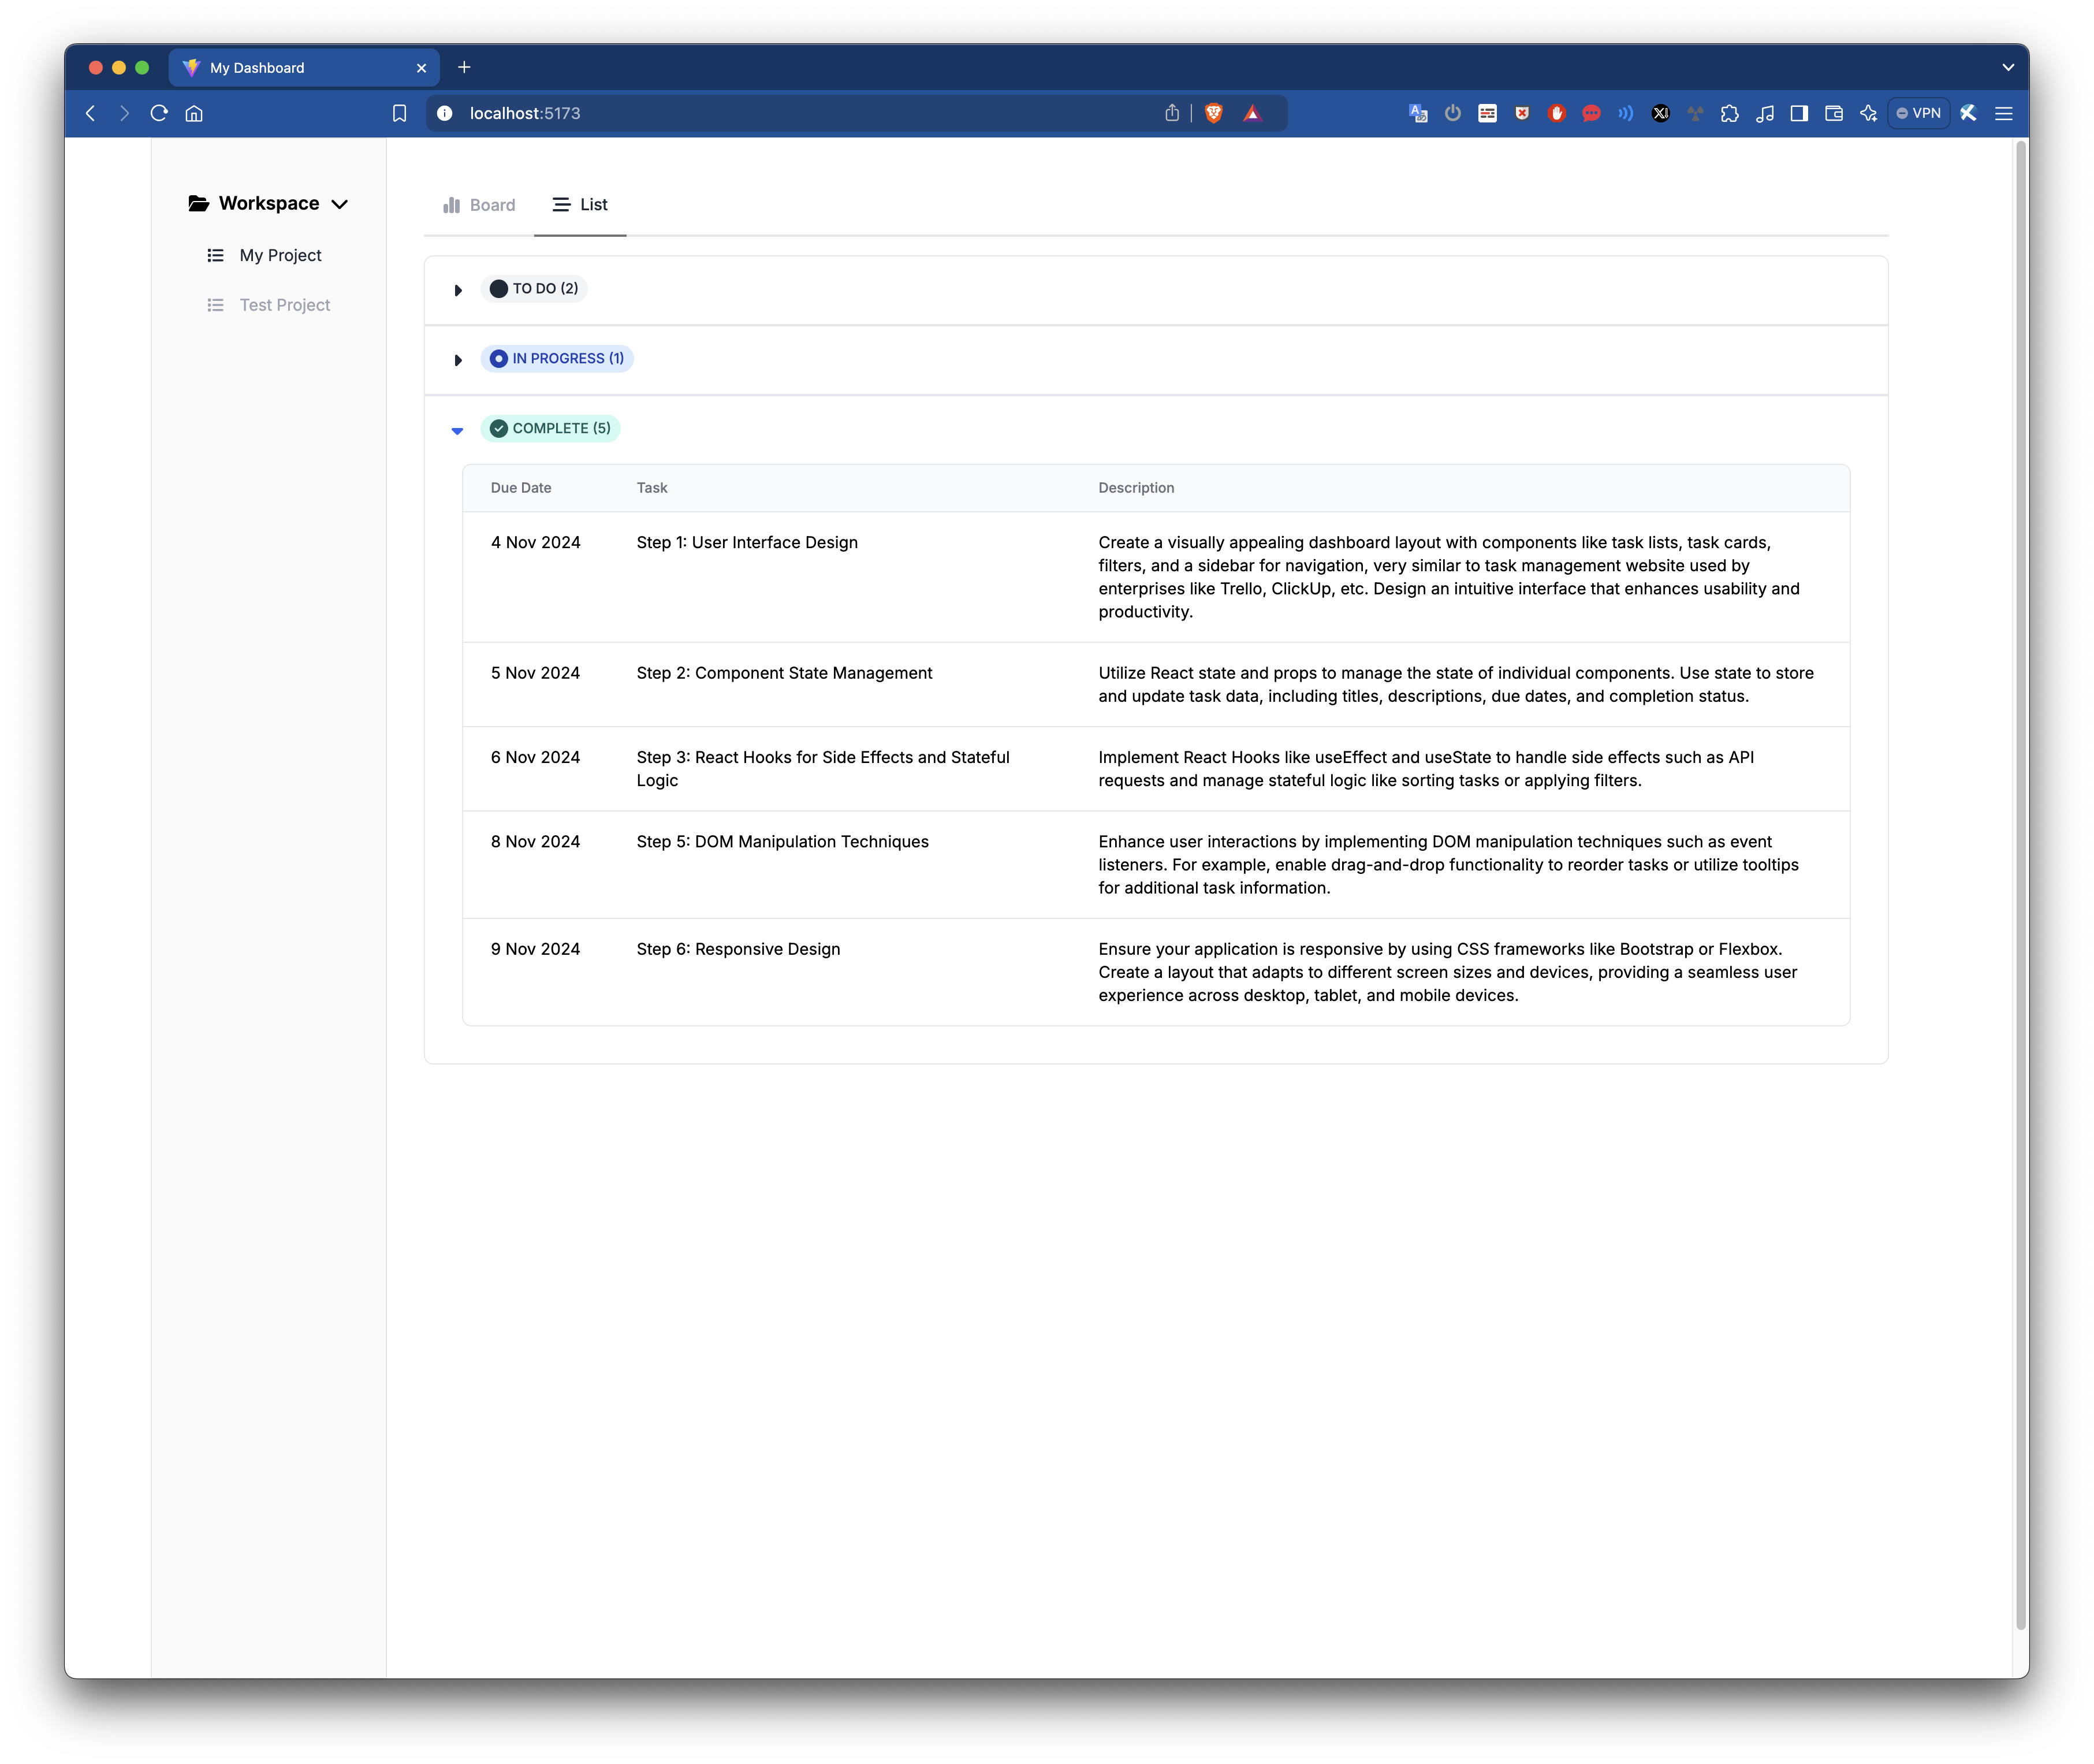 My Dashboard
localhost:5173
VPN
Workspace
My Project
Test Project
Board
List
TO DO (2)
IN PROGRESS (1)
COMPLETE (5)
Due Date Task Description
4 Nov 2024 Step 1: User Interface Design Create a visually appealing dashboard layout with components like task lists, task cards,
filters, and a sidebar for navigation, very similar to task management website used by
enterprises like Trello, ClickUp, etc. Design an intuitive interface that enhances usability and
productivity.
5 Nov 2024 Step 2: Component State Management Utilize React state and props to manage the state of individual components. Use state to store
and update task data, including titles, descriptions, due dates, and completion status.
6 Nov 2024 Step 3: React Hooks for Side Effects and Stateful Implement React Hooks like useEffect and useState to handle side effects such as API
Logic requests and manage stateful logic like sorting tasks or applying filters.
8 Nov 2024 Step 5: DOM Manipulation Techniques Enhance user interactions by implementing DOM manipulation techniques such as event
listeners. For example, enable drag-and-drop functionality to reorder tasks or utilize tooltips
for additional task information.
9 Nov 2024 Step 6: Responsive Design Ensure your application is responsive by using CSS frameworks like Bootstrap or Flexbox.
Create a layout that adapts to different screen sizes and devices, providing a seamless user
experience across desktop, tablet, and mobile devices.